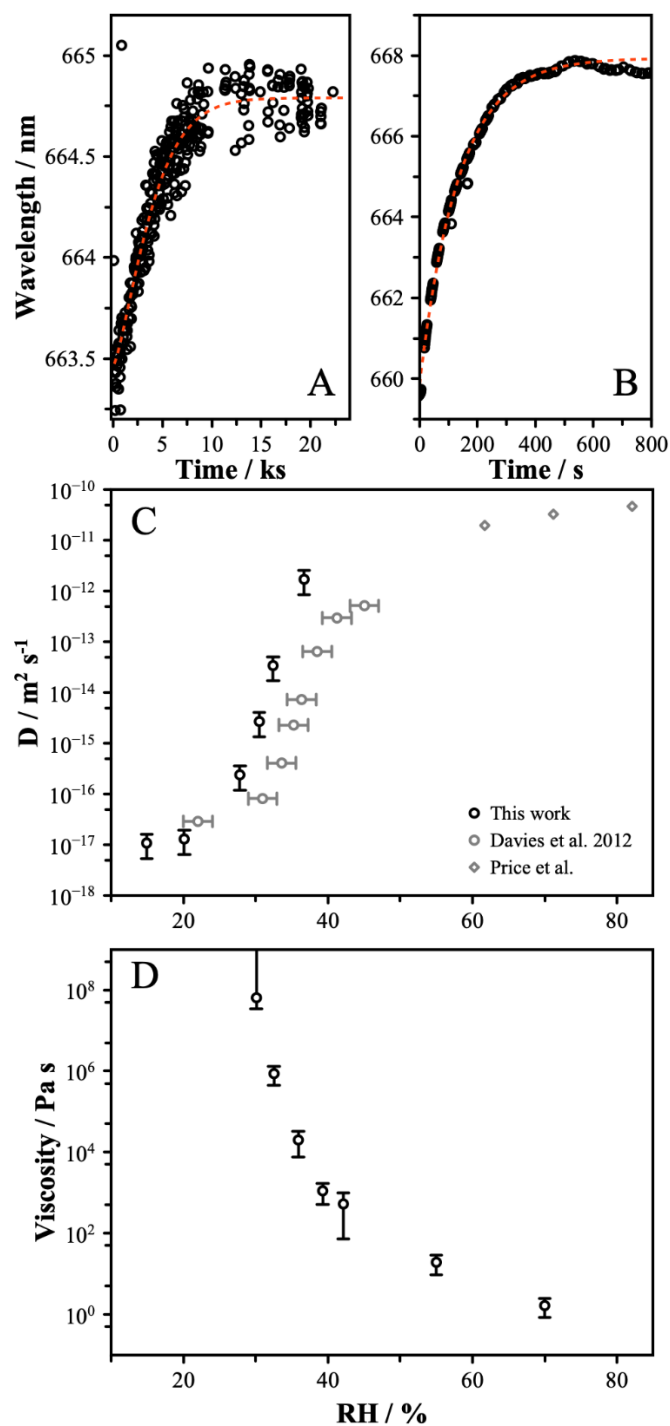 665
664.5
664
663.5
Wavelength / nm
A
0 5 10 15 20
Time / ks
668
666
664
662
660
B
0 200 400 600 800
Time / s
C
10⁻¹⁰
10⁻¹¹
10⁻¹²
10⁻¹³
10⁻¹⁴
10⁻¹⁵
10⁻¹⁶
10⁻¹⁷
10⁻¹⁸
D / m² s⁻¹
This work
Davies et al. 2012
Price et al.
20 40 60 80
D
10⁸
10⁶
10⁴
10²
10⁰
Viscosity / Pa s
20 40 60 80
RH / %